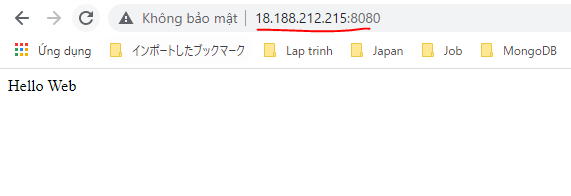 Không bảo mật 18.188.212.215:8080
Ứng dụng インポートしたブックマーク Lap trinh Japan Job MongoDB
Hello Web